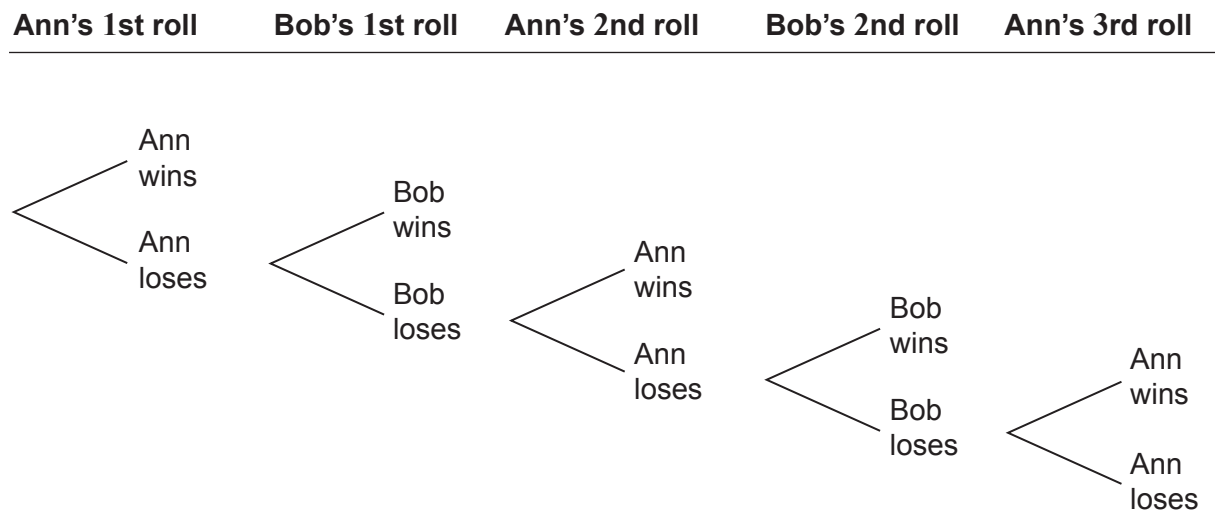 Ann’s 1st roll Bob’s 1st roll Ann’s 2nd roll Bob’s 2nd roll Ann’s 3rd roll
Ann
wins
Ann
loses
Bob
wins
Bob
loses
Ann
wins
Ann
loses
Bob
wins
Bob
loses
Ann
wins
Ann
loses